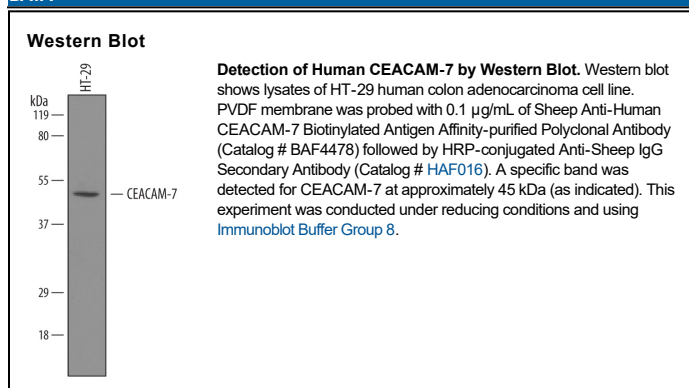 Western Blot
HT-29
kDa
119
80
55
37
29
18
CEACAM-7
Detection of Human CEACAM-7 by Western Blot. Western blot
shows lysates of HT-29 human colon adenocarcinoma cell line.
PVDF membrane was probed with 0.1 µg/mL of Sheep Anti-Human
CEACAM-7 Biotinylated Antigen Affinity-purified Polyclonal Antibody
(Catalog # BAF4478) followed by HRP-conjugated Anti-Sheep IgG
Secondary Antibody (Catalog # HAF016). A specific band was
detected for CEACAM-7 at approximately 45 kDa (as indicated). This
experiment was conducted under reducing conditions and using
Immunoblot Buffer Group 8.